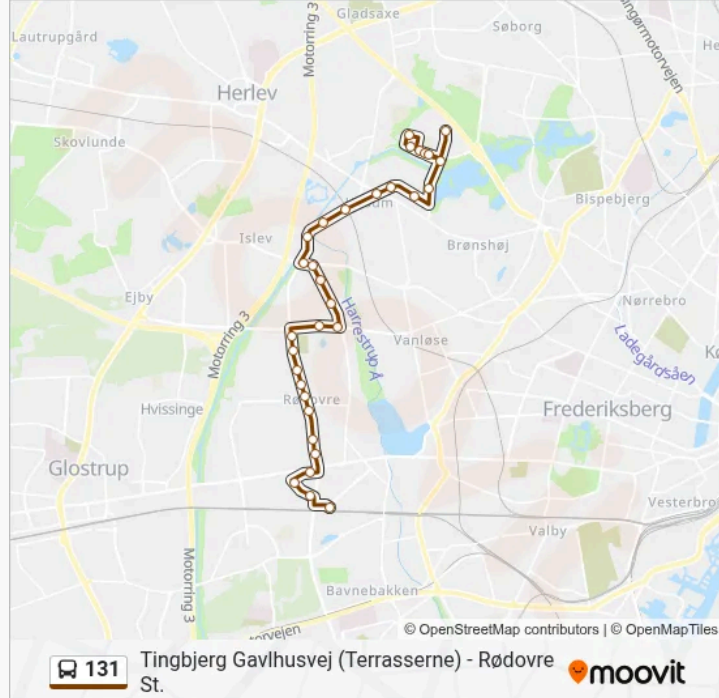 Gladsaxe
Lautrupgård
Søborg
Motorring 3
Herlev
Skovlunde
Bispebjerg
Islev
Brønshøj
Ejby
Nørrebro
Harrestrup Å
Motorring 3
Vanløse
Ladegårdsåen
Hvissinge
Rødovre
Frederiksberg
Glostrup
Vesterbro
Valby
Motorring 3
Bavnebakken
© OpenStreetMap contributors | © OpenMapTiles
131
Tingbjerg Gavlhusvej (Terrasserne) - Rødovre
St.
moovit